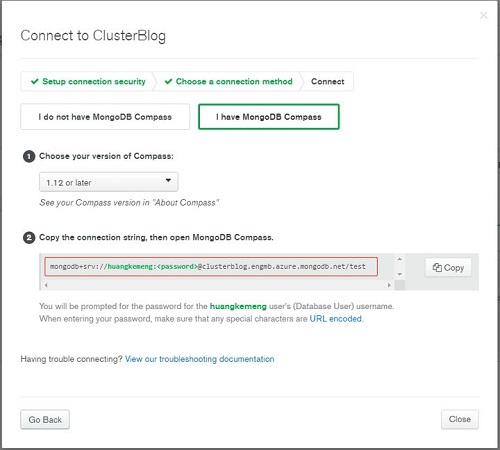 Connect to ClusterBlog
✔ Setup connection security ✔ Choose a connection method Connect
I do not have MongoDB Compass I have MongoDB Compass
1 Choose your version of Compass:
1.12 or later
See your Compass version in "About Compass"
2 Copy the connection string, then open MongoDB Compass.
mongodb+srv://huangkemeng:<password>@clusterblog.engmb.azure.mongodb.net/test
Copy
You will be prompted for the password for the huangkemeng user's (Database User) username.
When entering your password, make sure that any special characters are URL encoded.
Having trouble connecting? View our troubleshooting documentation
Go Back Close